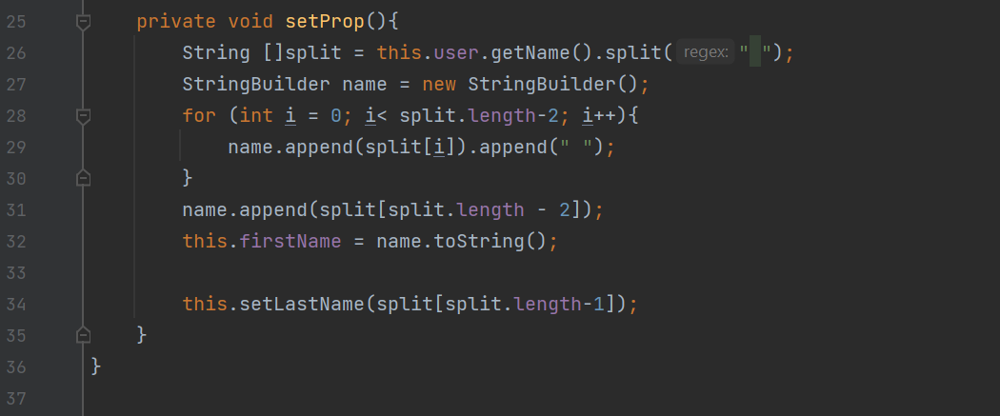 25 private void setProp(){
26 String []split = this.user.getName().split( regex: " ");
27 StringBuilder name = new StringBuilder();
28 for (int i = 0; i< split.length-2; i++){
29 name.append(split[i]).append(" ");
30 }
31 name.append(split[split.length - 2]);
32 this.firstName = name.toString();
33
34 this.setLastName(split[split.length-1]);
35 }
36 }
37